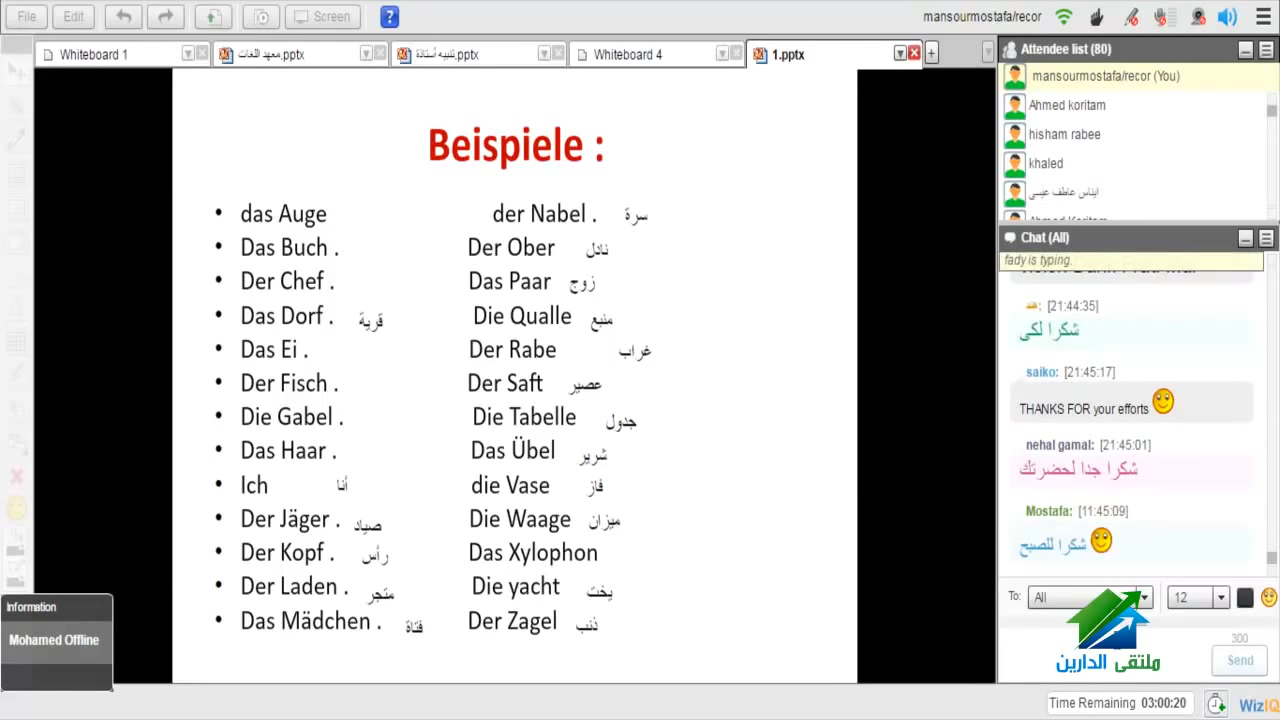 File Edit Screen ? mansourmostafa/recor
Whiteboard 1 معهد اللغات.pptx تنبيه أستاذة.pptx Whiteboard 4 1.pptx
Attendee list (80)
mansourmostafa/recor (You)
Ahmed koritam
hisham rabee
khaled
ايناس عاطف عيسى
Ahmed Koritam
Beispiele :
• das Auge der Nabel . سرة
• Das Buch . Der Ober نادل
• Der Chef . Das Paar زوج
• Das Dorf . قرية Die Qualle منبع
• Das Ei . Der Rabe غراب
• Der Fisch . Der Saft عصير
• Die Gabel . Die Tabelle جدول
• Das Haar . Das Übel شرير
• Ich أنا die Vase فاز
• Der Jäger . صياد Die Waage ميزان
• Der Kopf . رأس Das Xylophon
• Der Laden . متجر Die yacht يخت
• Das Mädchen . فتاة Der Zagel ذنب
Chat (All)
fady is typing.
هند: [21:44:35]
شكرا لكى
saiko: [21:45:17]
THANKS FOR your efforts
nehal gamal: [21:45:01]
شكرا جدا لحضرتك
Mostafa: [11:45:09]
شكرا للصبح
To: All 12
ملتقى الدارين
300
Send
Information
Mohamed Offline
Time Remaining 03:00:20
WizIQ